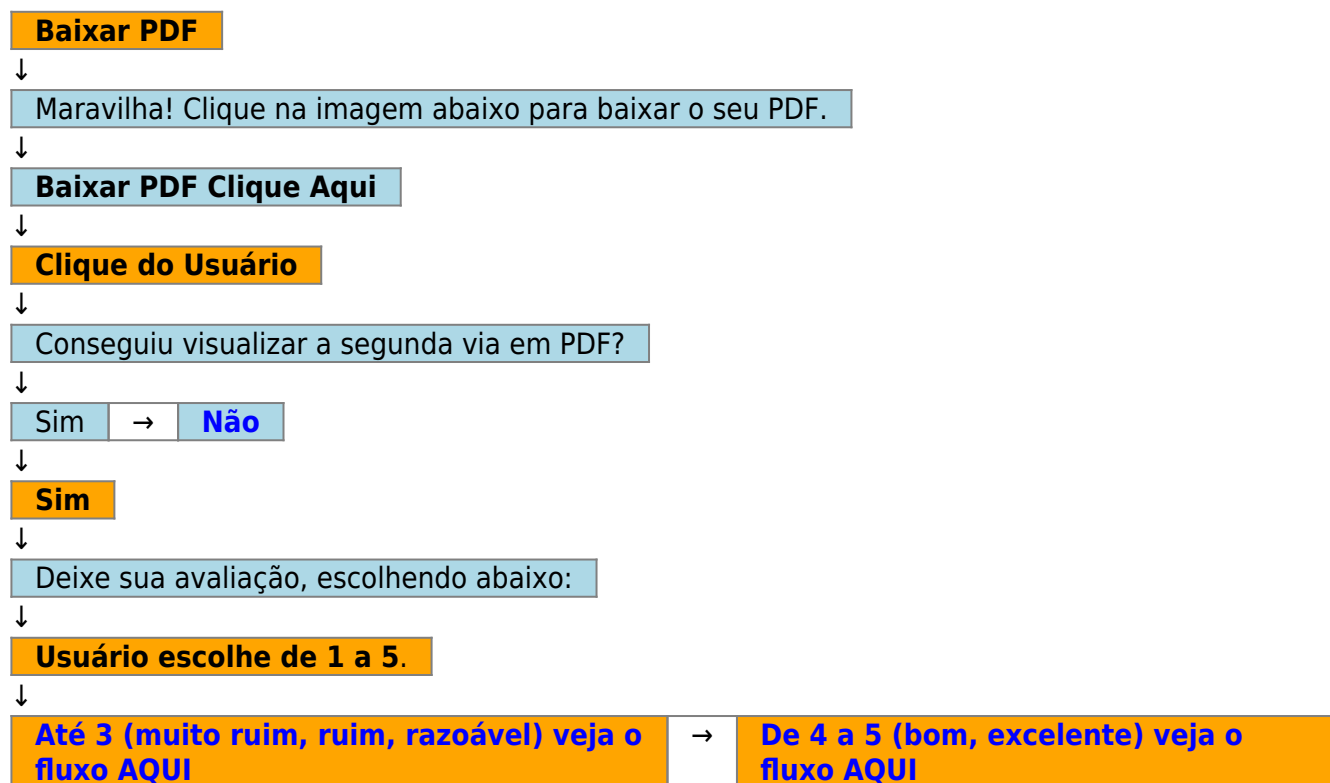 Baixar PDF
↓
Maravilha! Clique na imagem abaixo para baixar o seu PDF.
↓
Baixar PDF Clique Aqui
↓
Clique do Usuário
↓
Conseguiu visualizar a segunda via em PDF?
↓
Sim → Não
↓
Sim
↓
Deixe sua avaliação, escolhendo abaixo:
↓
Usuário escolhe de 1 a 5.
↓
Até 3 (muito ruim, ruim, razoável) veja o
fluxo AQUI
→
De 4 a 5 (bom, excelente) veja o
fluxo AQUI